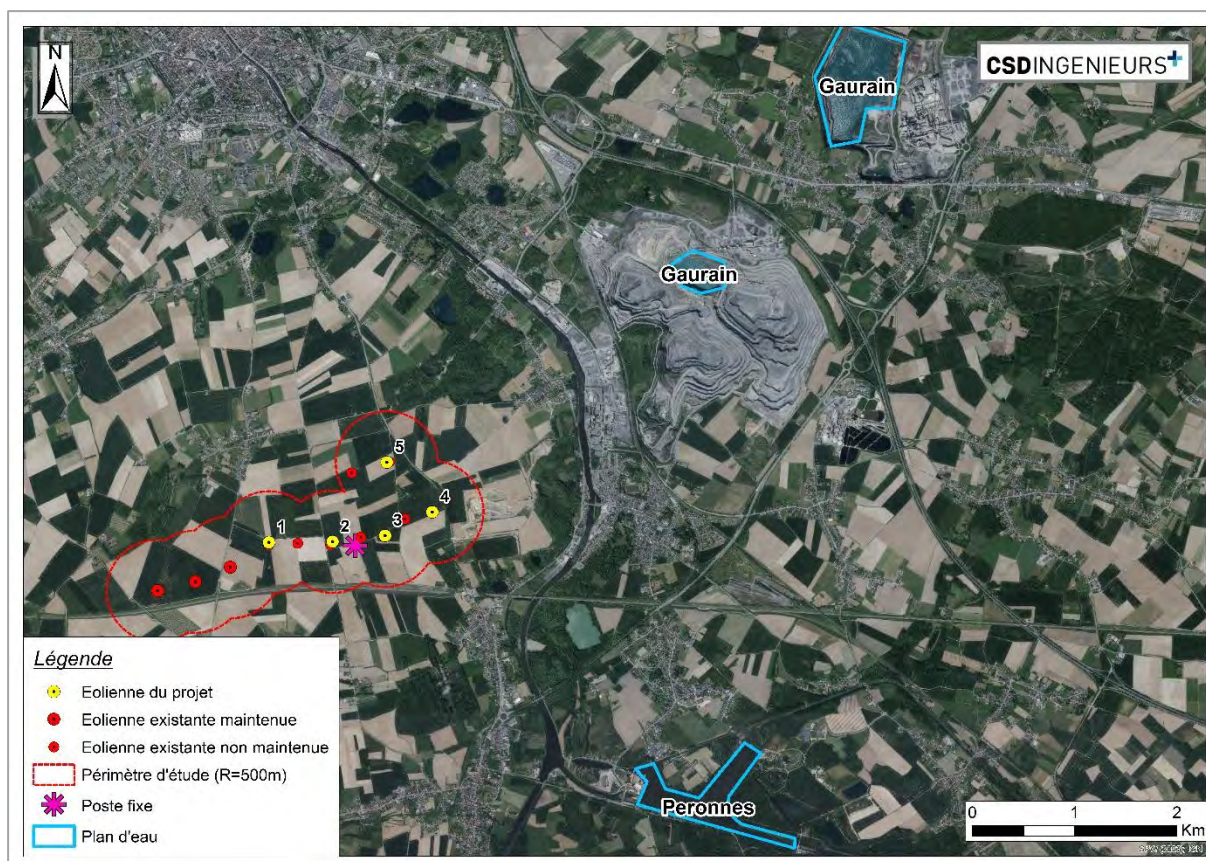 N
CSDINGENIEURS+
Gaurain
Gaurain
5
4
1
2
3
Légende
Eolienne du projet
Eolienne existante maintenue
Eolienne existante non maintenue
Périmètre d'étude (R=500m)
Poste fixe
Plan d'eau
Peronnes
0 1 2
Km